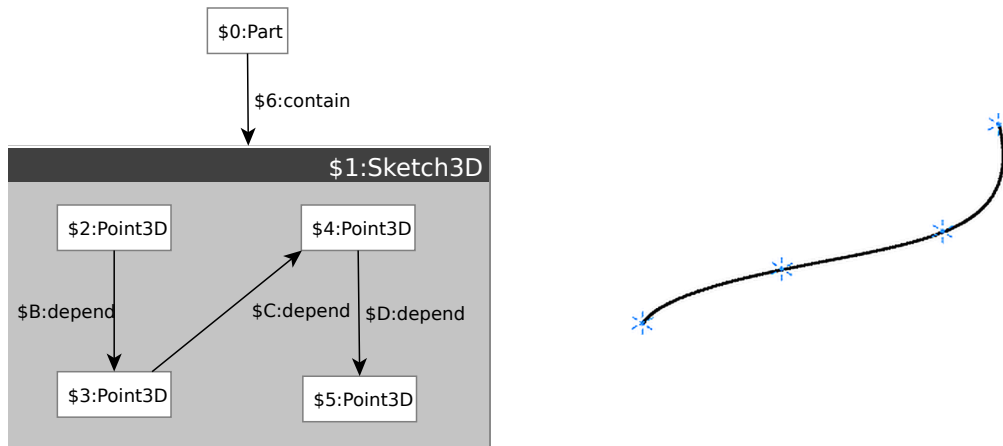 $0:Part
$6:contain
$1:Sketch3D
$2:Point3D
$4:Point3D
$B:depend
$C:depend
$D:depend
$3:Point3D
$5:Point3D